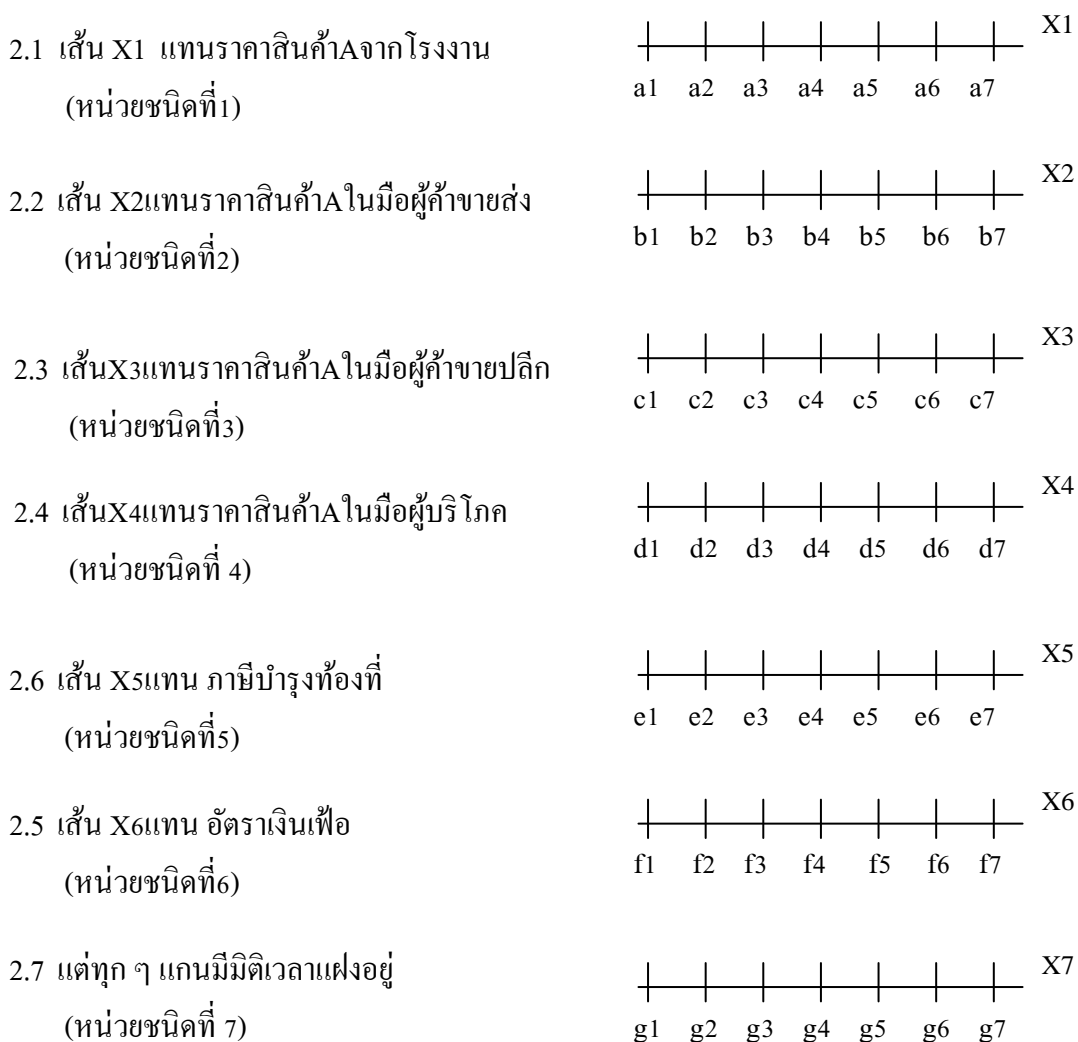 2.1 เส้น X1 แทนราคาสินค้าAจากโรงงาน
X1
(หน่วยชนิดที่1)
a1 a2 a3 a4 a5 a6 a7
2.2 เส้น X2แทนราคาสินค้าAในมือผู้ค้าขายส่ง
X2
(หน่วยชนิดที่2)
b1 b2 b3 b4 b5 b6 b7
2.3 เส้นX3แทนราคาสินค้าAในมือผู้ค้าขายปลีก
X3
(หน่วยชนิดที่3)
c1 c2 c3 c4 c5 c6 c7
2.4 เส้นX4แทนราคาสินค้าAในมือผู้บริโภค
X4
(หน่วยชนิดที่ 4)
d1 d2 d3 d4 d5 d6 d7
2.6 เส้น X5แทน ภาษีบำรุงท้องที่
X5
(หน่วยชนิดที่5)
e1 e2 e3 e4 e5 e6 e7
2.5 เส้น X6แทน อัตราเงินเฟ้อ
X6
(หน่วยชนิดที่6)
f1 f2 f3 f4 f5 f6 f7
2.7 แต่ทุก ๆ แกนมีมิติเวลาแฝงอยู่
X7
(หน่วยชนิดที่ 7)
g1 g2 g3 g4 g5 g6 g7